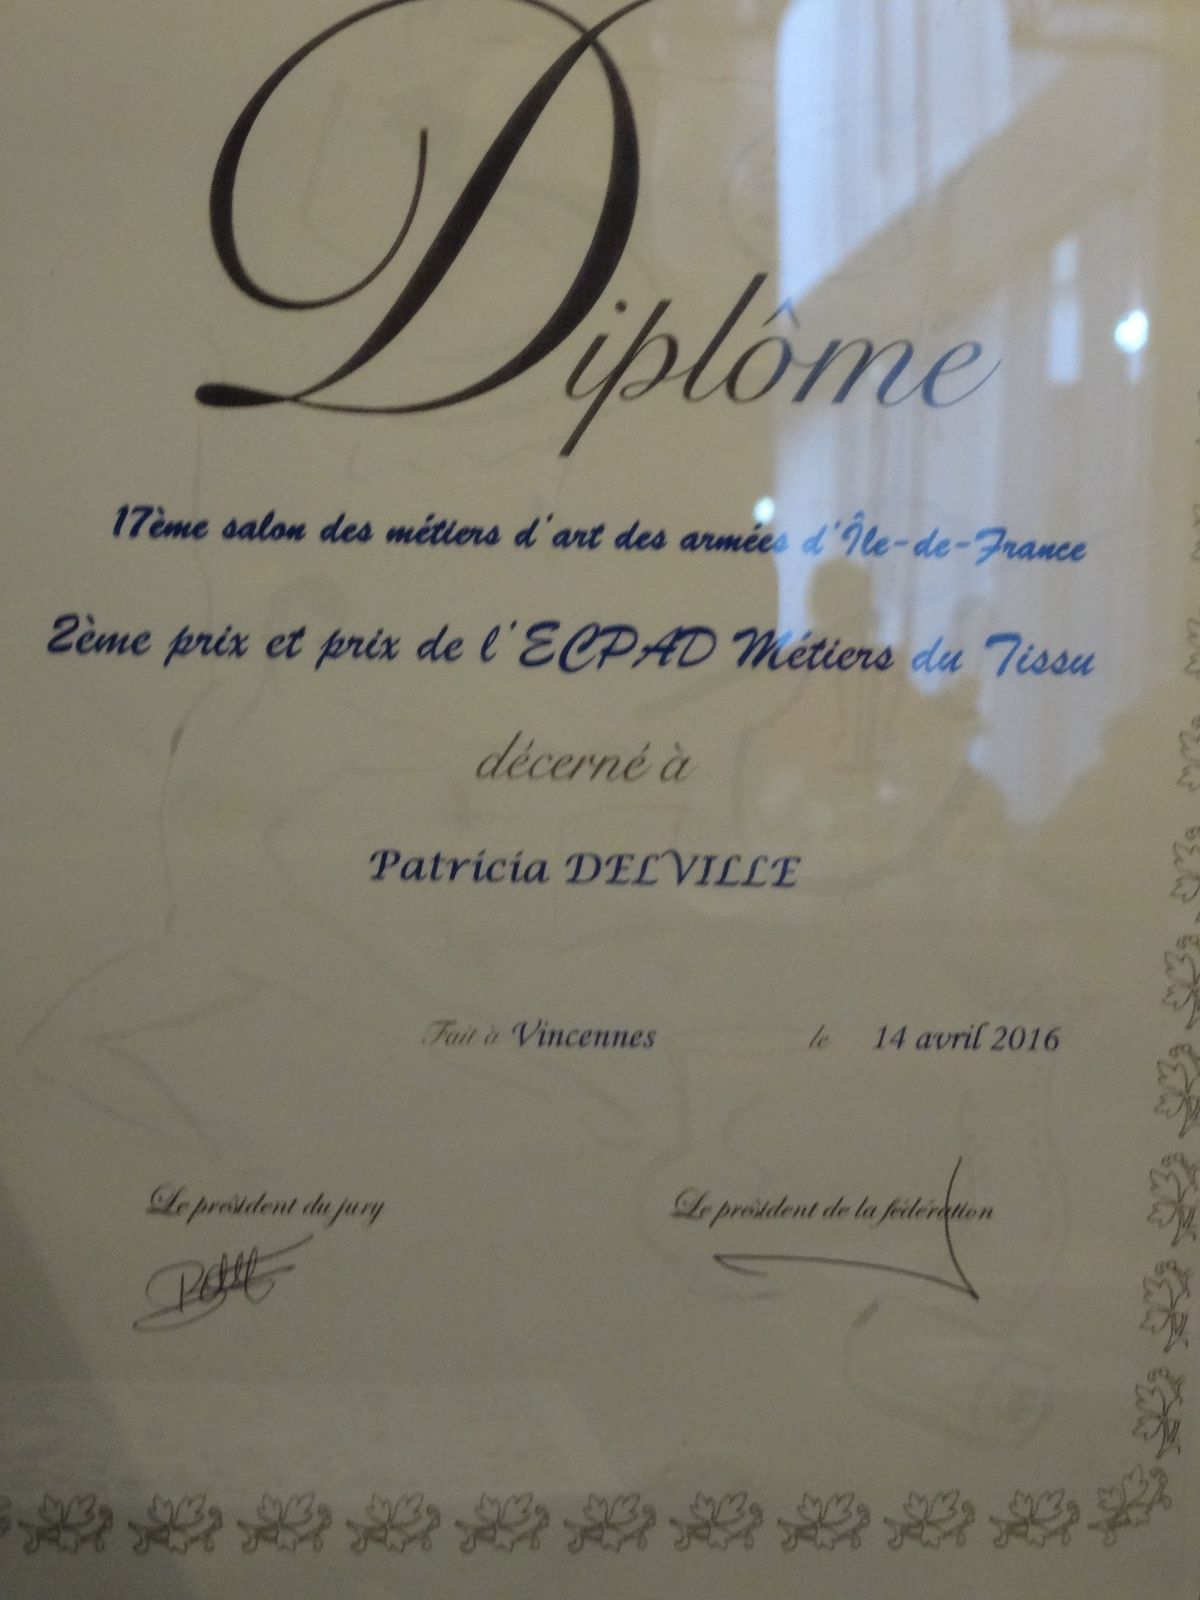 Diplôme
17ème salon des métiers d'art des armées d'Île-de-France
2ème prix et prix de l'ECPAD Métiers du Tissu
décerné à
Patricia DELVILLE
Fait à Vincennes le 14 avril 2016
Le président du jury Le président de la fédération